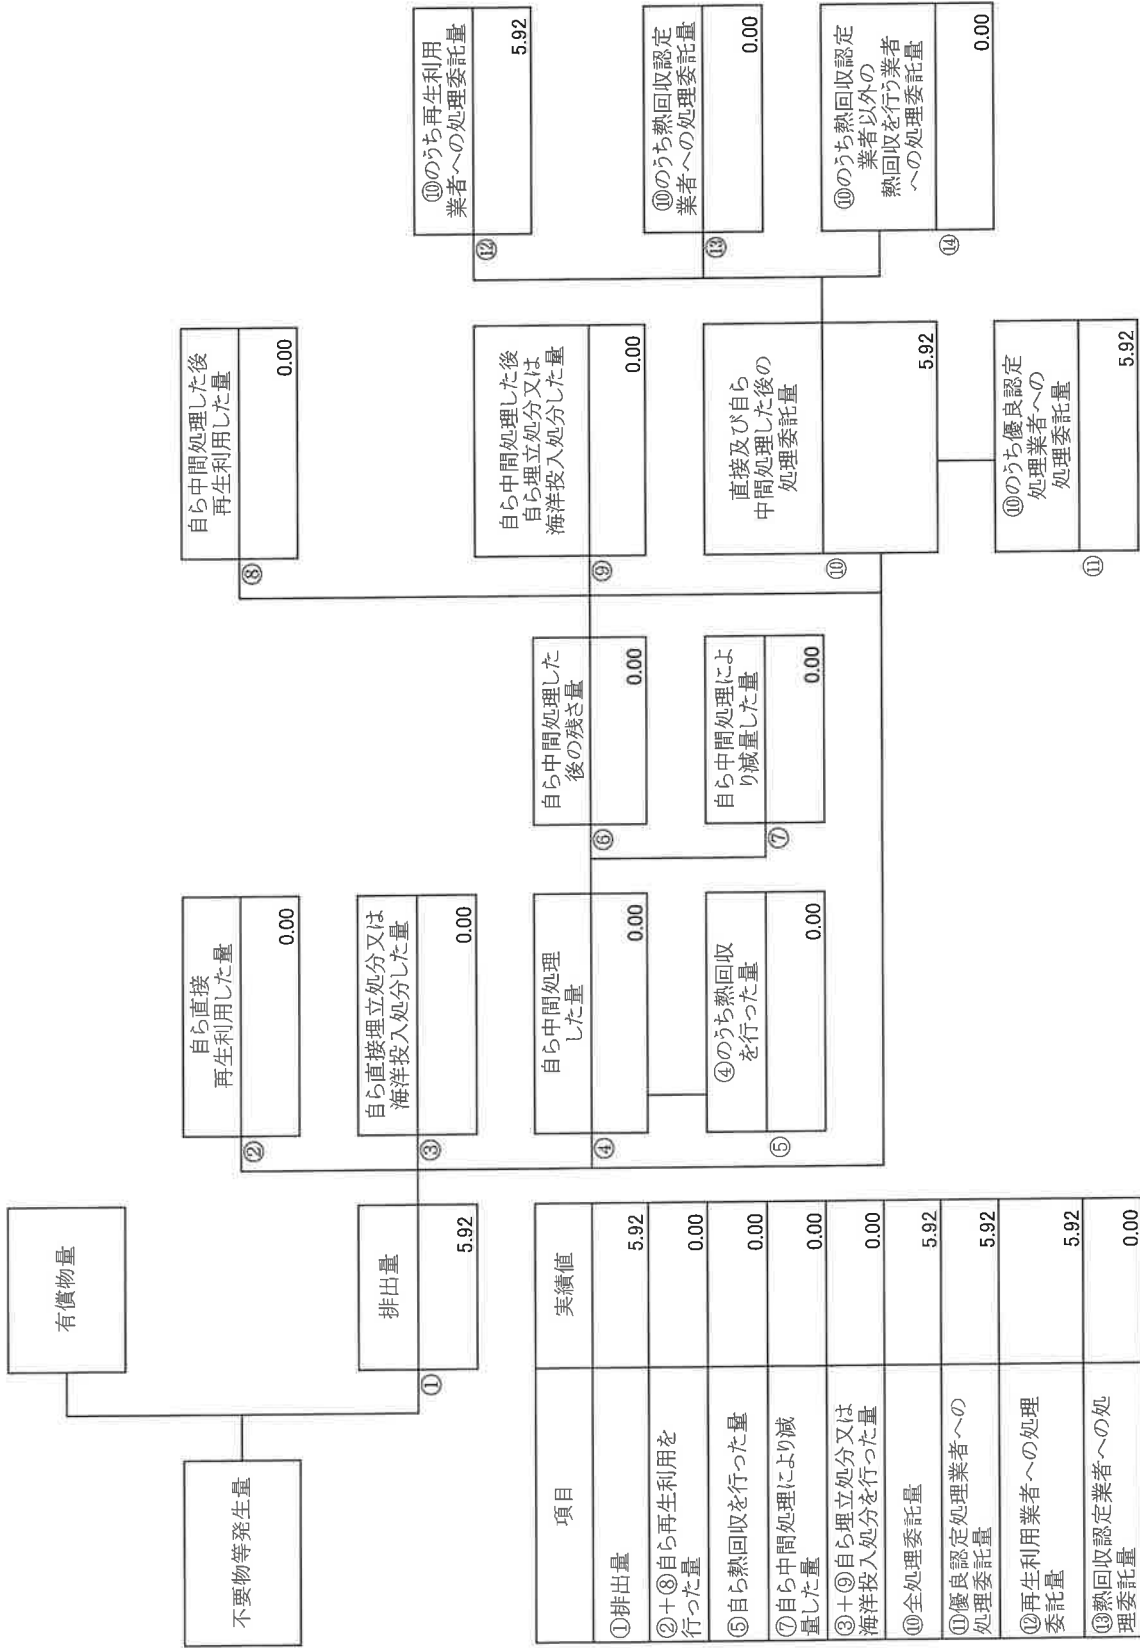 不要物等発生量
有償物量
排出量
①
5.92
自ら直接
再生利用した量
②
0.00
自ら直接埋立処分又は
海洋投入処分した量
③
0.00
自ら中間処理
した量
④
0.00
④のうち熱回収
を行った量
⑤
0.00
自ら中間処理した
後の残さ量
⑥
0.00
自ら中間処理によ
り減量した量
⑦
0.00
自ら中間処理した後
再生利用した量
⑧
0.00
自ら中間処理した後
自ら埋立処分又は
海洋投入処分した量
⑨
0.00
直接及び自ら
中間処理した後の
処理委託量
⑩
5.92
⑩のうち優良認定
処理業者への
処理委託量
⑪
5.92
⑩のうち再生利用
業者への処理委託量
⑫
5.92
⑩のうち熱回収認定
業者への処理委託量
⑬
0.00
⑩のうち熱回収認定
業者以外の
熱回収を行う業者
への処理委託量
⑭
0.00
項目 実績値
①排出量 5.92
②+⑧自ら再生利用を
行った量 0.00
⑤自ら熱回収を行った量 0.00
⑦自ら中間処理により減
量した量 0.00
③+⑨自ら埋立処分又は
海洋投入処分を行った量 0.00
⑩全処理委託量 5.92
⑪優良認定処理業者への
処理委託量 5.92
⑫再生利用業者への処理
委託量 5.92
⑬熱回収認定業者への処
理委託量 0.00